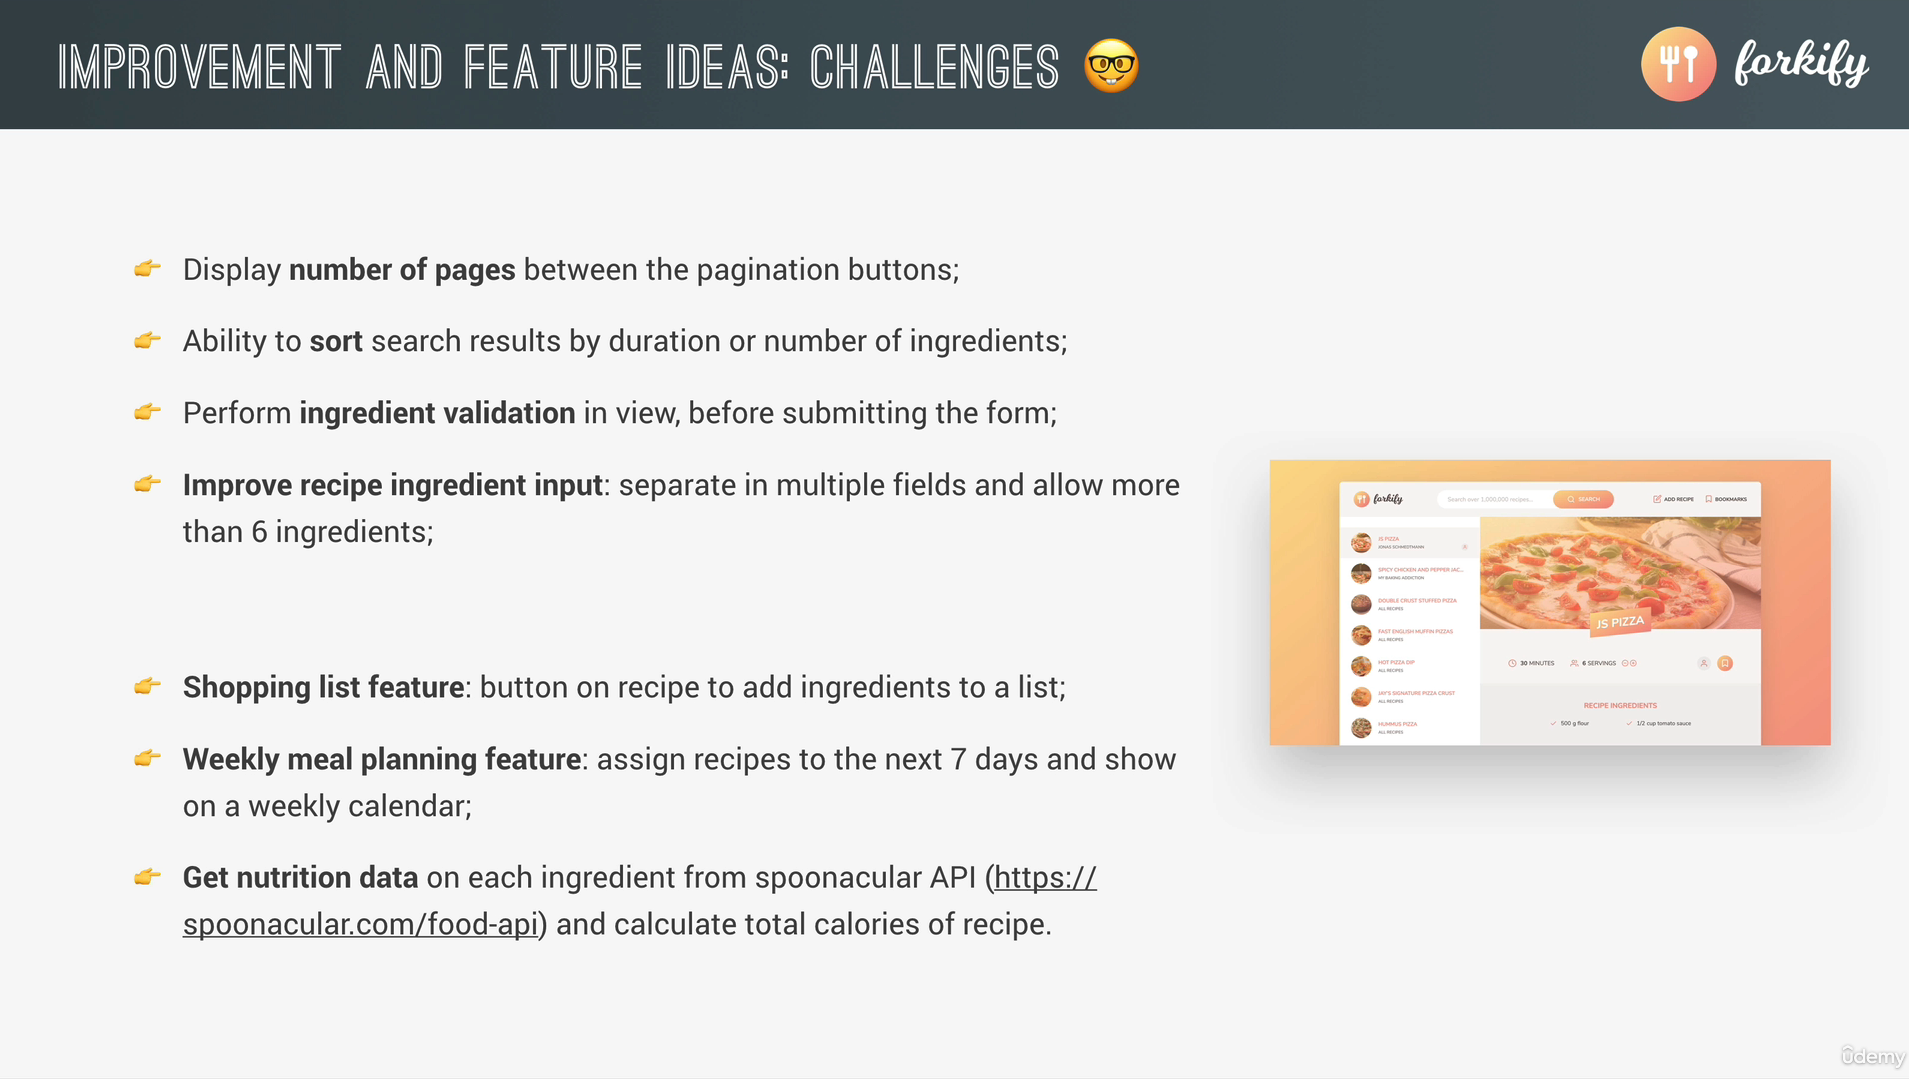 IMPROVEMENT AND FEATURE IDEAS: CHALLENGES 🤓
forkify
👉 Display number of pages between the pagination buttons;
👉 Ability to sort search results by duration or number of ingredients;
👉 Perform ingredient validation in view, before submitting the form;
👉 Improve recipe ingredient input: separate in multiple fields and allow more
than 6 ingredients;
👉 Shopping list feature: button on recipe to add ingredients to a list;
👉 Weekly meal planning feature: assign recipes to the next 7 days and show
on a weekly calendar;
👉 Get nutrition data on each ingredient from spoonacular API (https://
spoonacular.com/food-api) and calculate total calories of recipe.
forkify
Search over 1,000,000 recipes...
SEARCH
ADD RECIPE
BOOKMARKS
JS PIZZA
JONAS SCHMEDTMANN
SPICY CHICKEN AND PEPPER JAC...
MY BAKING ADDICTION
DOUBLE CRUST STUFFED PIZZA
ALL RECIPES
FAST ENGLISH MUFFIN PIZZAS
ALL RECIPES
HOT PIZZA DIP
ALL RECIPES
JAY'S SIGNATURE PIZZA CRUST
ALL RECIPES
HUMMUS PIZZA
ALL RECIPES
JS PIZZA
30 MINUTES
6 SERVINGS
RECIPE INGREDIENTS
500 g flour
1/2 cup tomato sauce
ûdemy